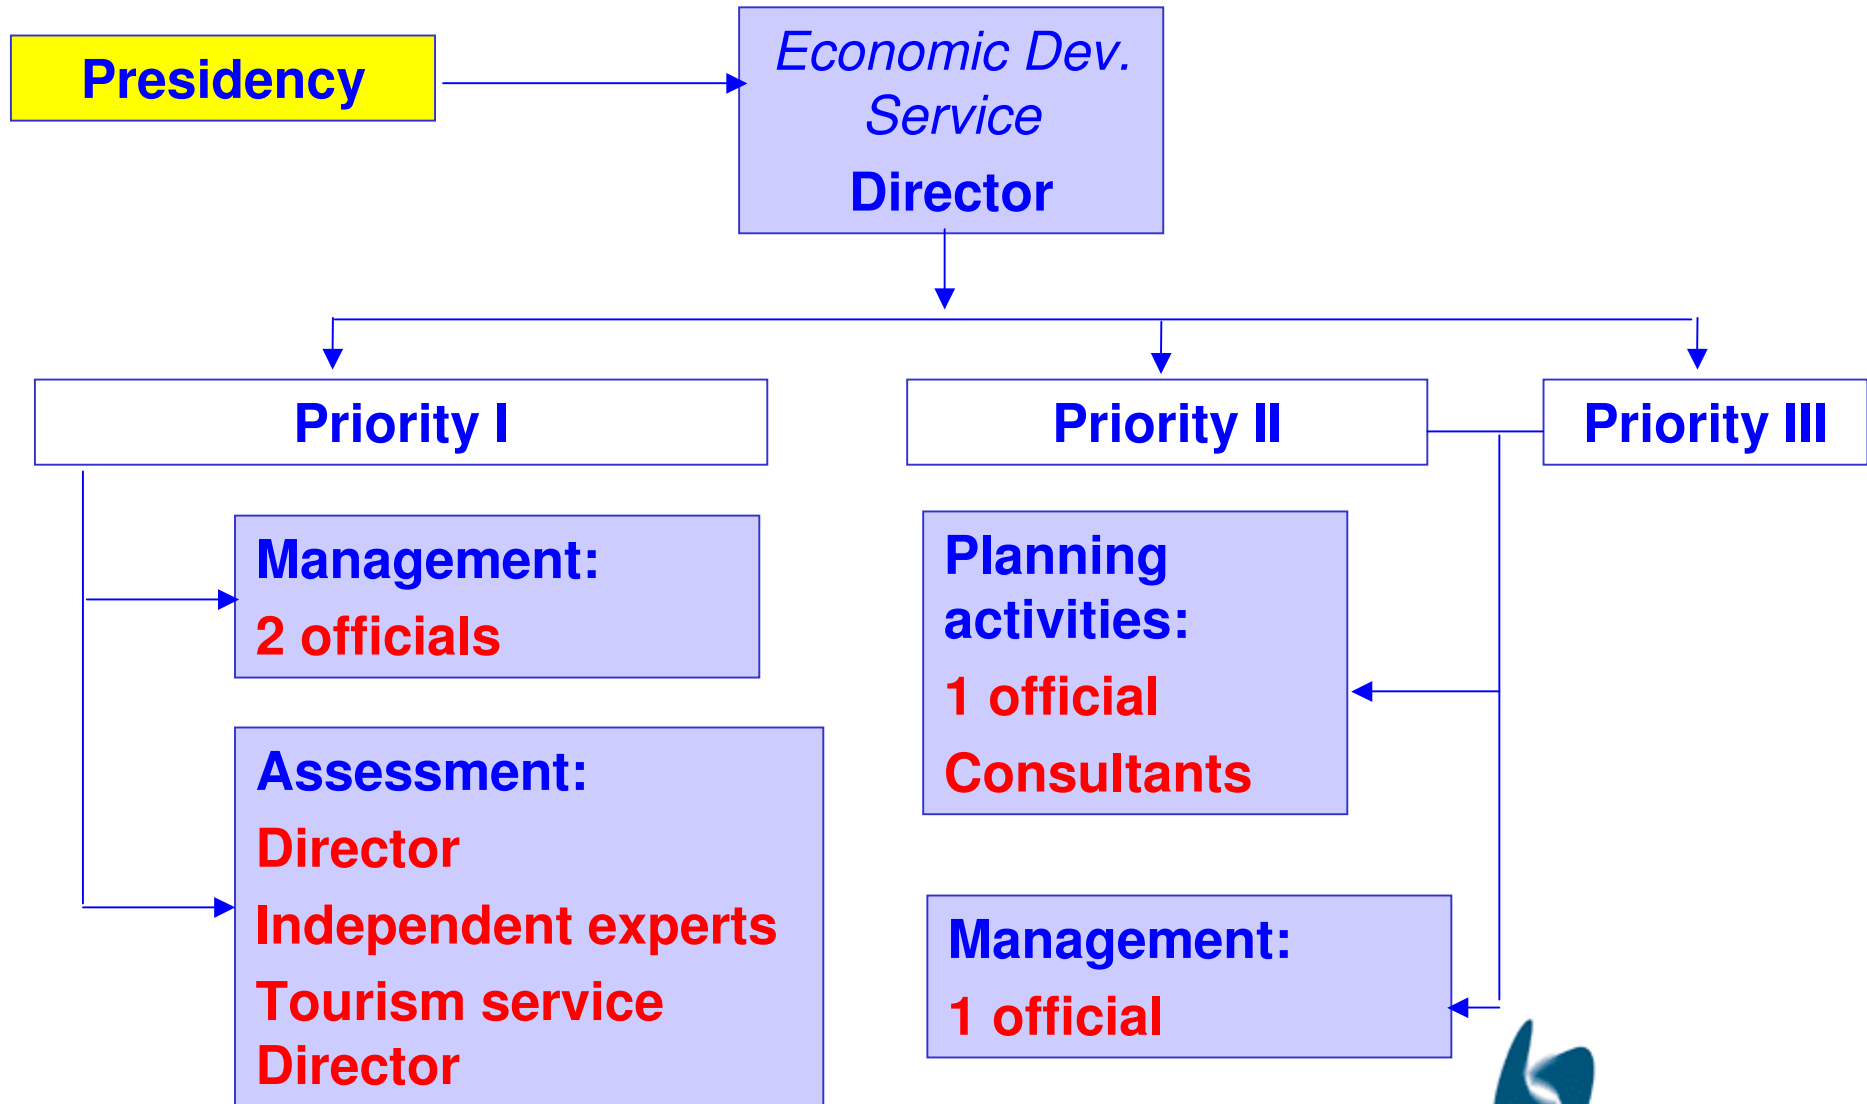 Presidency
Economic Dev.
Service
Director
Priority I
Priority II
Priority III
Management:
2 officials
Assessment:
Director
Independent experts
Tourism service
Director
Planning
activities:
1 official
Consultants
Management:
1 official